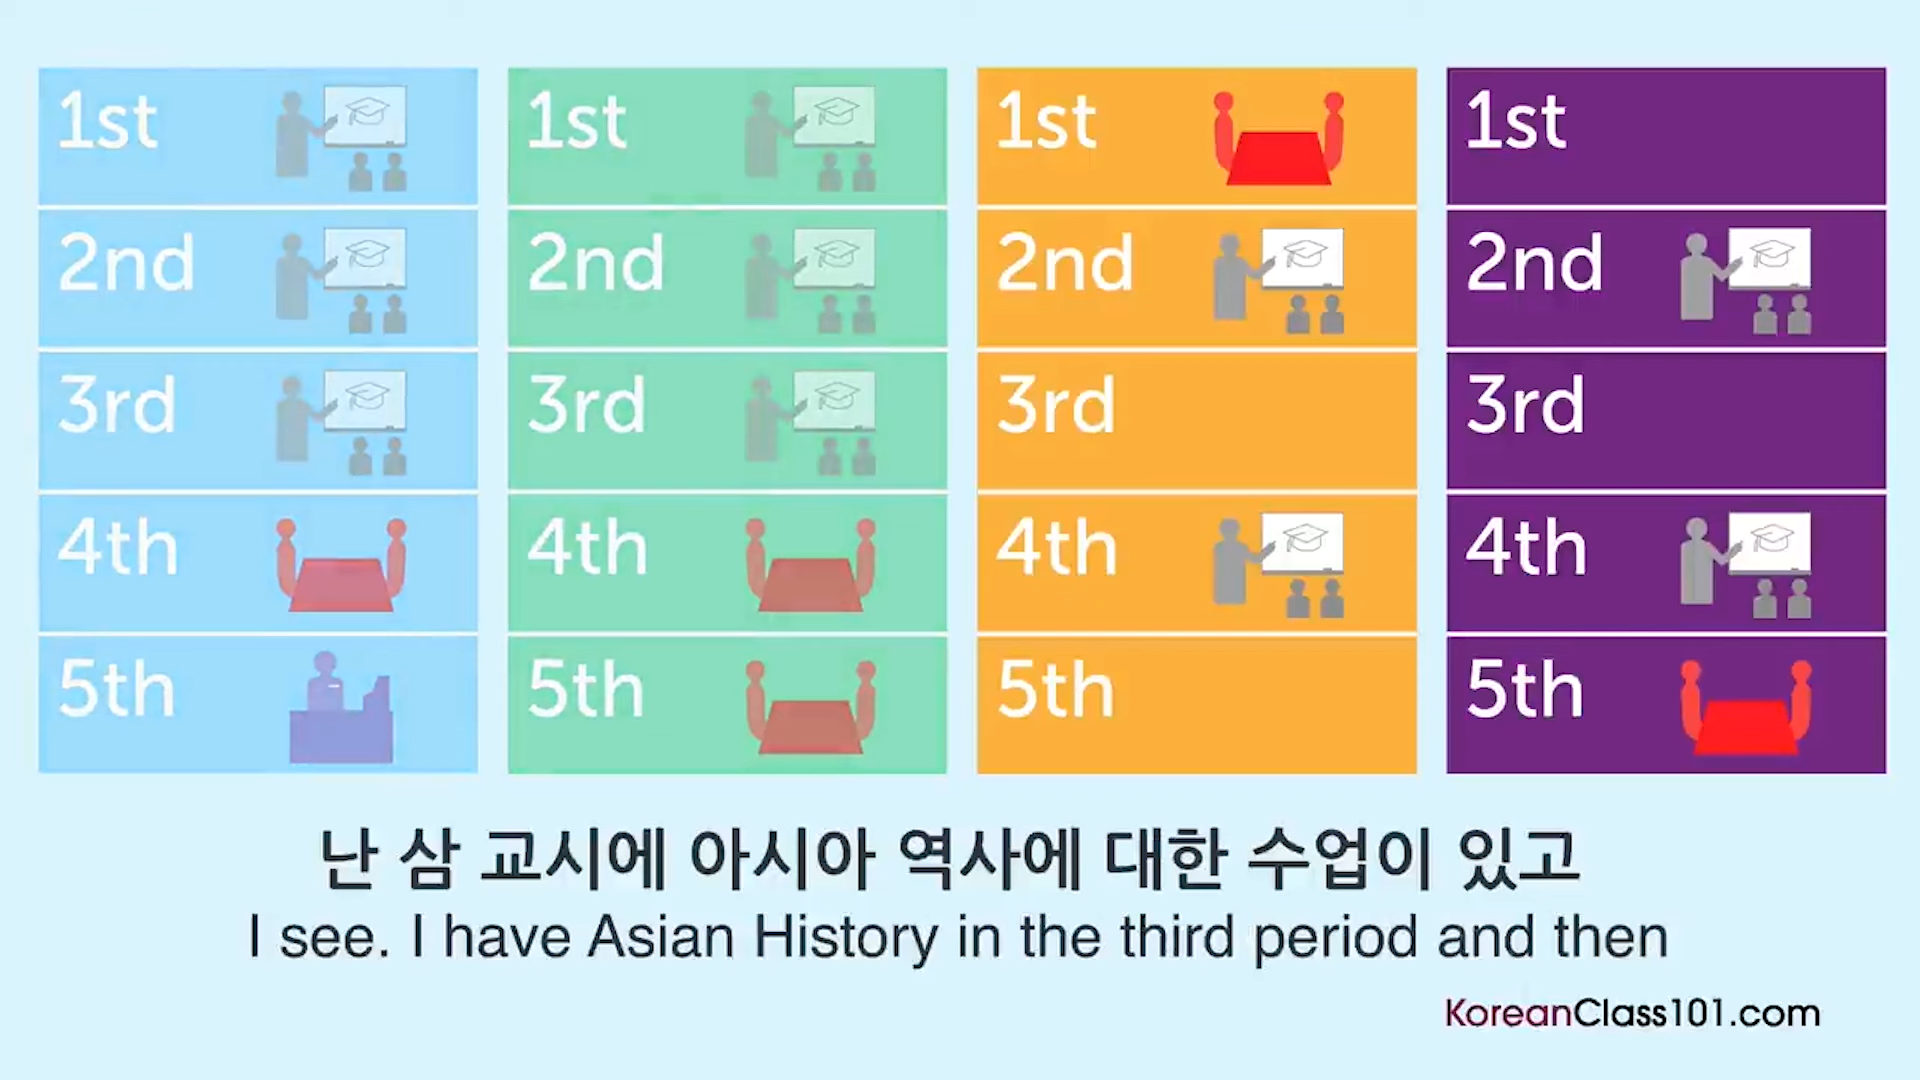 1st
2nd
3rd
4th
5th
1st
2nd
3rd
4th
5th
1st
2nd
3rd
4th
5th
1st
2nd
3rd
4th
5th
난 삼 교시에 아시아 역사에 대한 수업이 있고
I see. I have Asian History in the third period and then
KoreanClass101.com